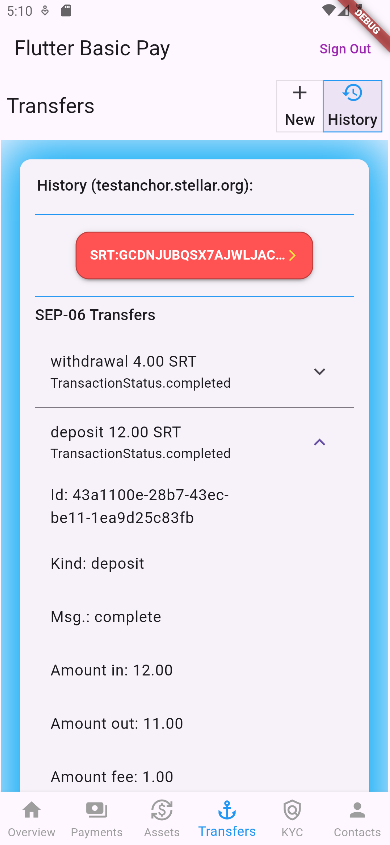 5:10
DEBUG
Flutter Basic Pay
Sign Out
Transfers
New
History
History (testanchor.stellar.org):
SRT:GCDNJUBQSX7AJWLJAC...
SEP-06 Transfers
withdrawal 4.00 SRT
TransactionStatus.completed
deposit 12.00 SRT
TransactionStatus.completed
Id: 43a1100e-28b7-43ec-
be11-1ea9d25c83fb
Kind: deposit
Msg.: complete
Amount in: 12.00
Amount out: 11.00
Amount fee: 1.00
Overview
Payments
Assets
Transfers
KYC
Contacts